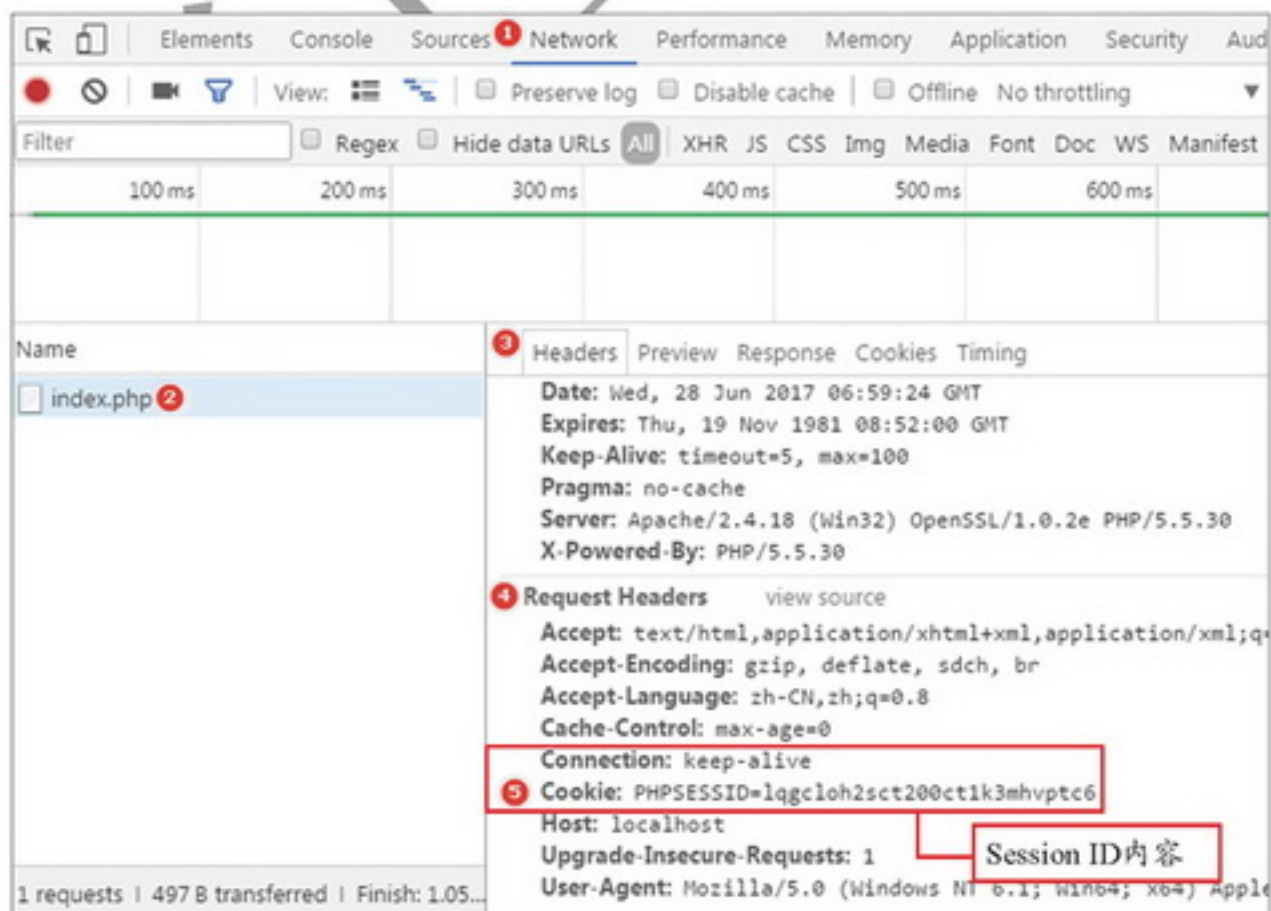 Elements Console Sources 1 Network Performance Memory Application Security Aud
View: Preserve log Disable cache Offline No throttling
Filter Regex Hide data URLs All XHR JS CSS Img Media Font Doc WS Manifest
100 ms 200 ms 300 ms 400 ms 500 ms 600 ms
Name
index.php 2
3 Headers Preview Response Cookies Timing
Date: Wed, 28 Jun 2017 06:59:24 GMT
Expires: Thu, 19 Nov 1981 08:52:00 GMT
Keep-Alive: timeout=5, max=100
Pragma: no-cache
Server: Apache/2.4.18 (Win32) OpenSSL/1.0.2e PHP/5.5.30
X-Powered-By: PHP/5.5.30
4 Request Headers view source
Accept: text/html,application/xhtml+xml,application/xml;q=
Accept-Encoding: gzip, deflate, sdch, br
Accept-Language: zh-CN,zh;q=0.8
Cache-Control: max-age=0
Connection: keep-alive
5 Cookie: PHPSESSID=lqgcloh2sct200ct1k3mhvptc6
Host: localhost
Upgrade-Insecure-Requests: 1
Session ID内容
User-Agent: Mozilla/5.0 (Windows NT 6.1; Win64; x64) Apple
1 requests | 497 B transferred | Finish: 1.05...